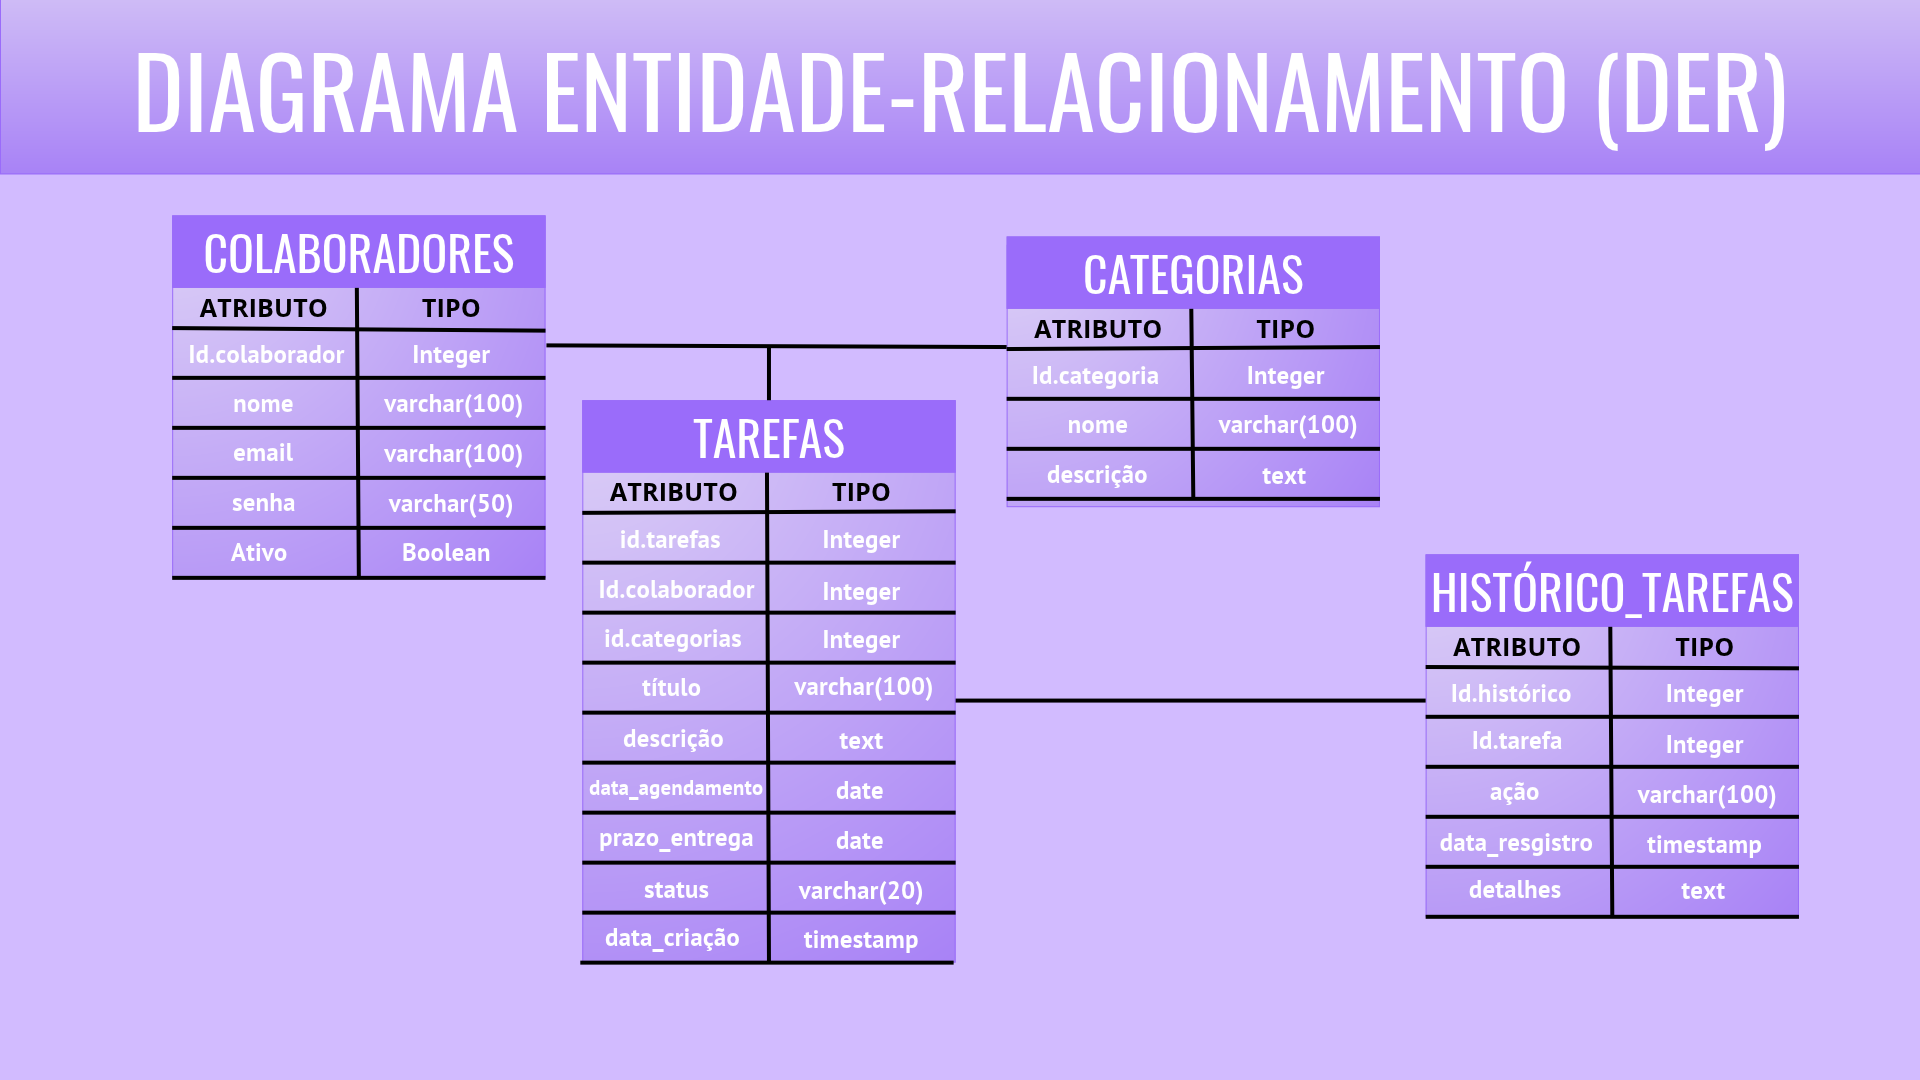 DIAGRAMA ENTIDADE-RELACIONAMENTO (DER)
COLABORADORES
ATRIBUTO TIPO
Id.colaborador Integer
nome varchar(100)
email varchar(100)
senha varchar(50)
Ativo Boolean
CATEGORIAS
ATRIBUTO TIPO
Id.categoria Integer
nome varchar(100)
descrição text
TAREFAS
ATRIBUTO TIPO
id.tarefas Integer
Id.colaborador Integer
id.categorias Integer
título varchar(100)
descrição text
data_agendamento date
prazo_entrega date
status varchar(20)
data_criação timestamp
HISTÓRICO_TAREFAS
ATRIBUTO TIPO
Id.histórico Integer
Id.tarefa Integer
ação varchar(100)
data_resgistro timestamp
detalhes text